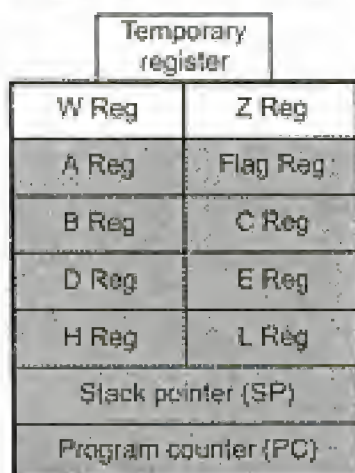 Temporary
register
W Reg Z Reg
A Reg Flag Reg
B Reg C Reg
D Reg E Reg
H Reg L Reg
Stack pointer (SP)
Program counter (PC)